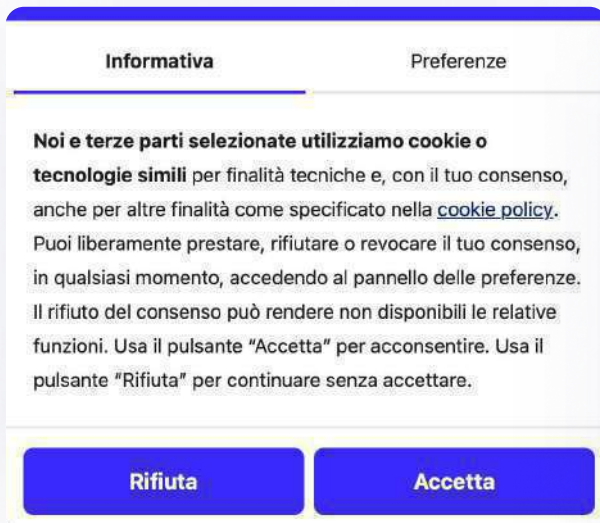 Informativa
Preferenze
Noi e terze parti selezionate utilizziamo cookie o
tecnologie simili per finalità tecniche e, con il tuo consenso,
anche per altre finalità come specificato nella cookie policy.
Puoi liberamente prestare, rifiutare o revocare il tuo consenso,
in qualsiasi momento, accedendo al pannello delle preferenze.
Il rifiuto del consenso può rendere non disponibili le relative
funzioni. Usa il pulsante “Accetta” per acconsentire. Usa il
pulsante “Rifiuta” per continuare senza accettare.
Rifiuta
Accetta